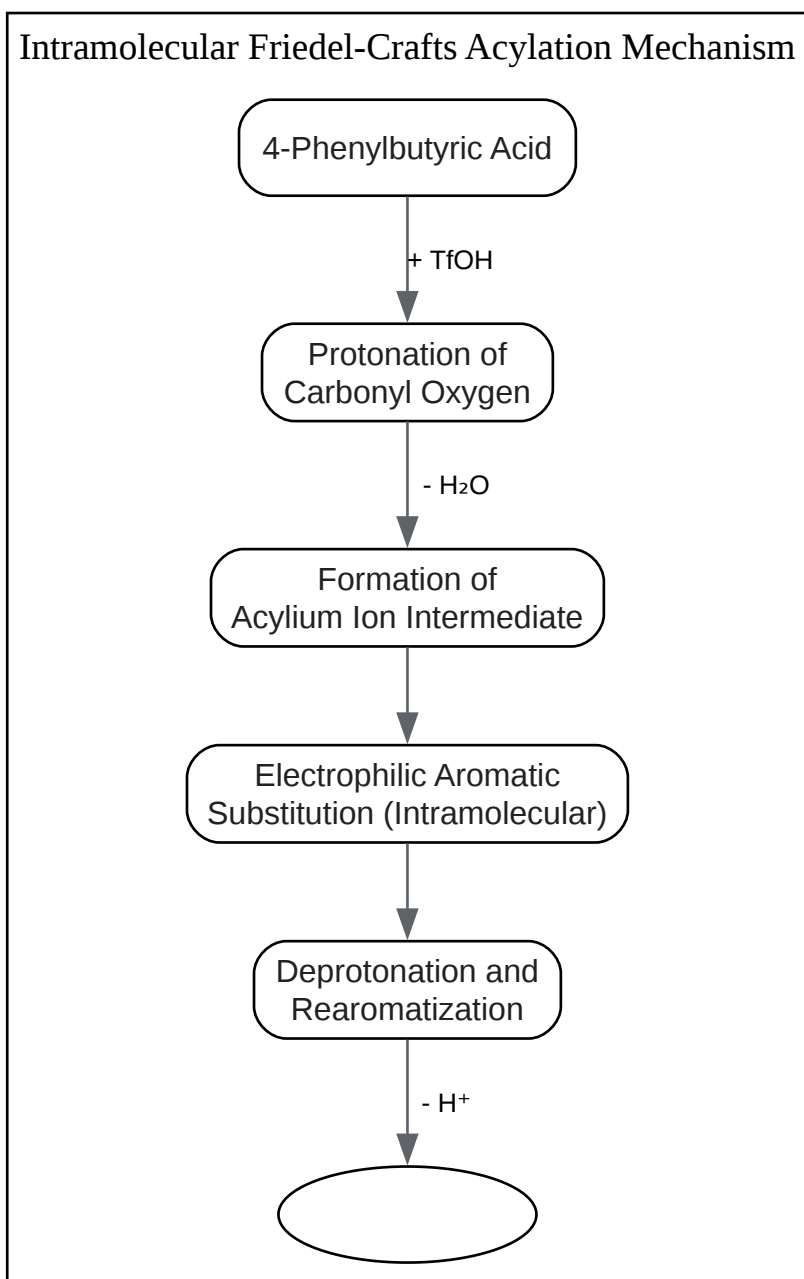 Intramolecular Friedel-Crafts Acylation Mechanism
4-Phenylbutyric Acid
+ TfOH
Protonation of
Carbonyl Oxygen
- H₂O
Formation of
Acylium Ion Intermediate
Electrophilic Aromatic
Substitution (Intramolecular)
Deprotonation and
Rearomatization
- H⁺